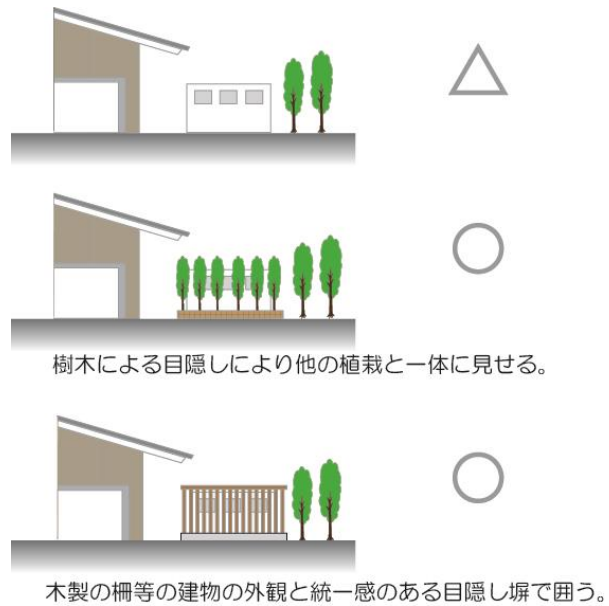 樹木による目隠しにより他の植栽と一体に見せる。
木製の柵等の建物の外観と統一感のある目隠し塀で囲う。